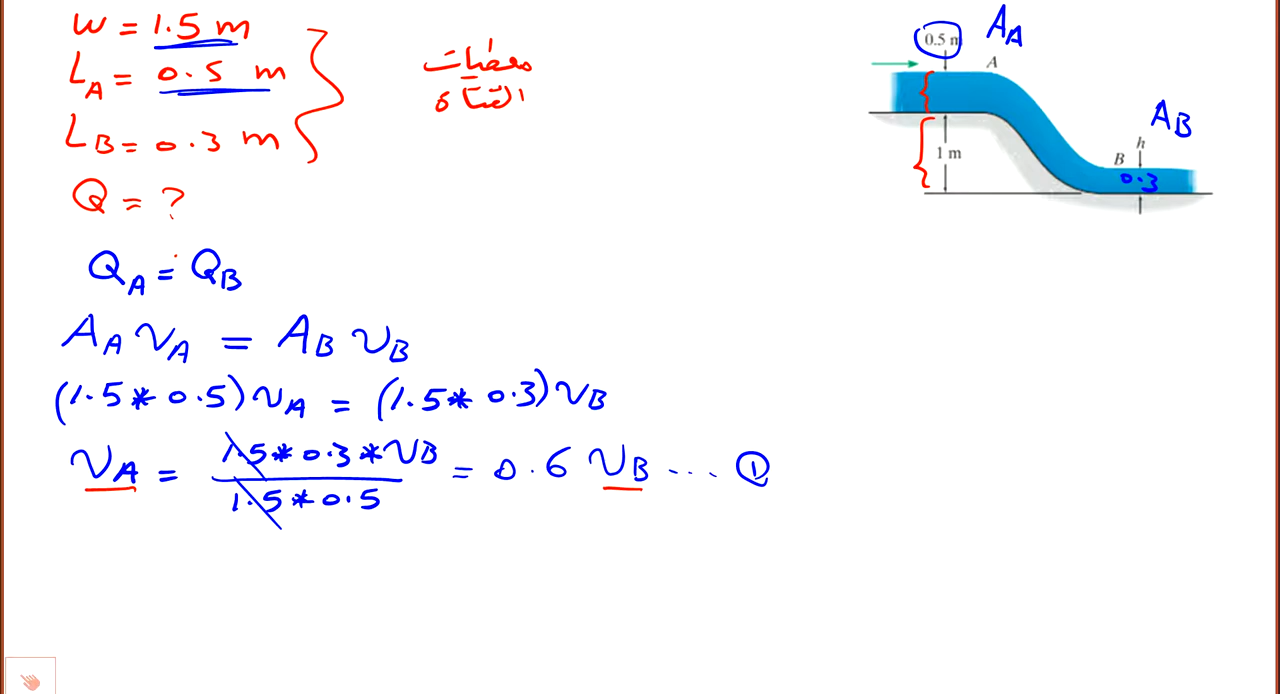 W = 1.5 m
L_A = 0.5 m
L_B = 0.3 m
معطيات
القناة
Q = ?
Q_A = Q_B
A_A V_A = A_B V_B
(1.5 * 0.5) V_A = (1.5 * 0.3) V_B
V_A = \frac{1.5 * 0.3 * V_B}{1.5 * 0.5} = 0.6 V_B ... ①
A_A
0.5 m
A
A_B
1 m
B
h
0.3